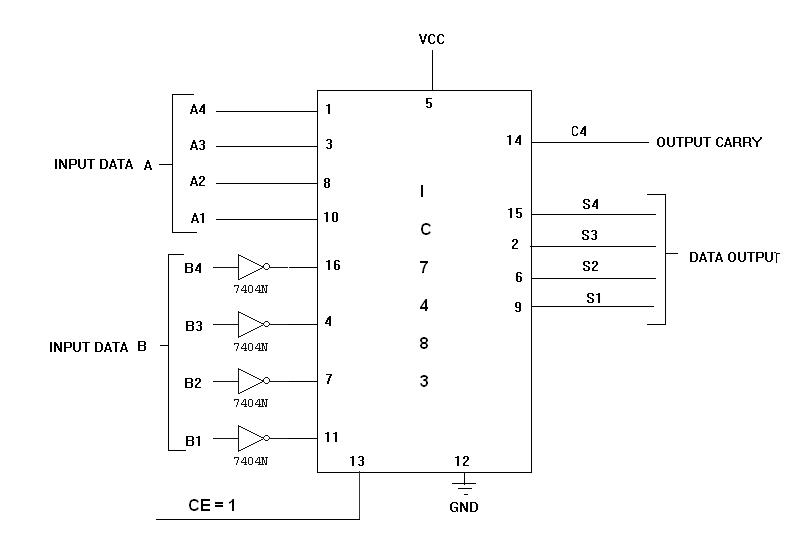 VCC
5
A4 1
A3 3
INPUT DATA A
A2 8
A1 10
14 C4 OUTPUT CARRY
I
C
7
4
8
3
15 S4
2 S3
DATA OUTPUT
6 S2
9 S1
B4 16
7404N
B3 4
7404N
INPUT DATA B
B2 7
7404N
B1 11
7404N
13 12
CE = 1
GND